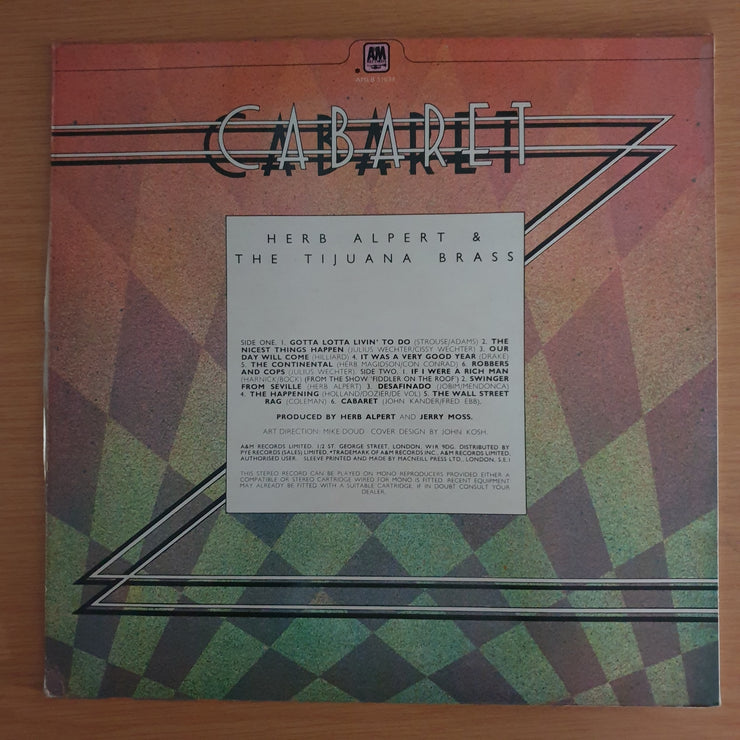 A&M
AMLB 51038
CABARET
HERB ALPERT &
THE TIJUANA BRASS
SIDE ONE. 1. GOTTA LOTTA LIVIN' TO DO (STROUSE/ADAMS) 2. THE
NICEST THINGS HAPPEN (JULIUS WECHTER/CISSY WECHTER) 3. OUR
DAY WILL COME (HILLIARD) 4. IT WAS A VERY GOOD YEAR (DRAKE)
5. THE CONTINENTAL (HERB MAGIDSON/CON CONRAD) 6. ROBBERS
AND COPS (JULIUS WECHTER). SIDE TWO. 1. IF I WERE A RICH MAN
(HARNICK/BOCK) (FROM THE SHOW 'FIDDLER ON THE ROOF') 2. SWINGER
FROM SEVILLE (HERB ALPERT) 3. DESAFINADO (JOBIM/MENDONCA)
4. THE HAPPENING (HOLLAND/DOZIER/DE VOL) 5. THE WALL STREET
RAG (COLEMAN) 6. CABARET (JOHN KANDER/FRED EBB).
PRODUCED BY HERB ALPERT AND JERRY MOSS.
ART DIRECTION: MIKE DOUD COVER DESIGN BY JOHN KOSH.
A&M RECORDS LIMITED. 1/2 ST. GEORGE STREET, LONDON, W1R 9DG. DISTRIBUTED BY
PYE RECORDS (SALES) LIMITED. *TRADEMARK OF A&M RECORDS INC., A&M RECORDS LIMITED,
AUTHORISED USER. SLEEVE PRINTED AND MADE BY MACNEILL PRESS LTD., LONDON, S.E.1
THIS STEREO RECORD CAN BE PLAYED ON MONO REPRODUCERS PROVIDED EITHER A
COMPATIBLE OR STEREO CARTRIDGE WIRED FOR MONO IS FITTED. RECENT EQUIPMENT
MAY ALREADY BE FITTED WITH A SUITABLE CARTRIDGE. IF IN DOUBT CONSULT YOUR
DEALER.